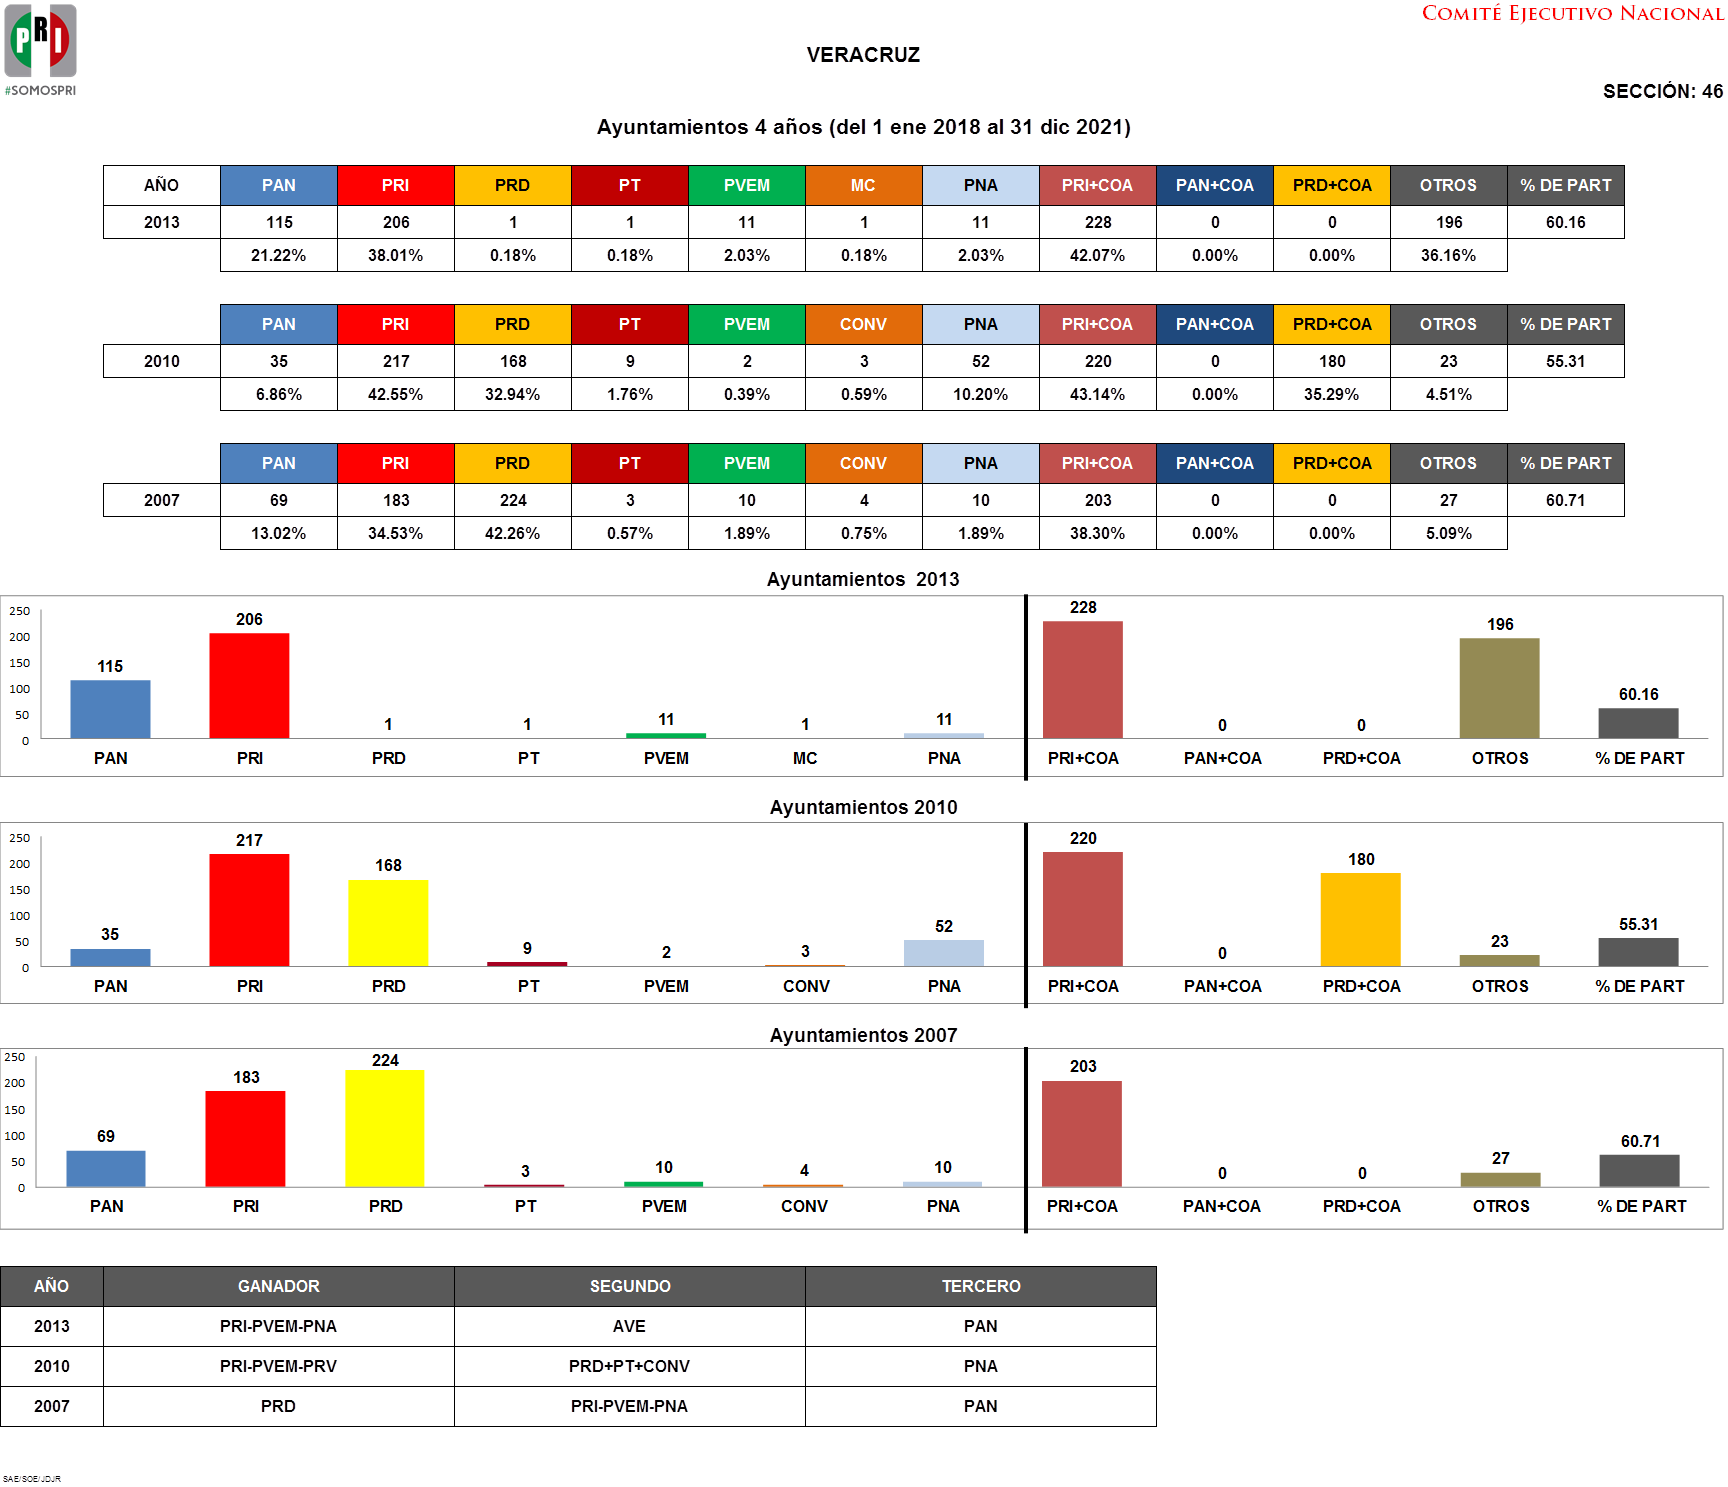 PRI
#SOMOSPRI
COMITÉ EJECUTIVO NACIONAL
VERACRUZ
SECCIÓN: 46
Ayuntamientos 4 años (del 1 ene 2018 al 31 dic 2021)
AÑO PAN PRI PRD PT PVEM MC PNA PRI+COA PAN+COA PRD+COA OTROS % DE PART
2013 115 206 1 1 11 1 11 228 0 0 196 60.16
21.22% 38.01% 0.18% 0.18% 2.03% 0.18% 2.03% 42.07% 0.00% 0.00% 36.16%
PAN PRI PRD PT PVEM CONV PNA PRI+COA PAN+COA PRD+COA OTROS % DE PART
2010 35 217 168 9 2 3 52 220 0 180 23 55.31
6.86% 42.55% 32.94% 1.76% 0.39% 0.59% 10.20% 43.14% 0.00% 35.29% 4.51%
PAN PRI PRD PT PVEM CONV PNA PRI+COA PAN+COA PRD+COA OTROS % DE PART
2007 69 183 224 3 10 4 10 203 0 0 27 60.71
13.02% 34.53% 42.26% 0.57% 1.89% 0.75% 1.89% 38.30% 0.00% 0.00% 5.09%
Ayuntamientos 2013
250
200
150
100
50
0
115 206 1 1 11 1 11 228 0 0 196 60.16
PAN PRI PRD PT PVEM MC PNA PRI+COA PAN+COA PRD+COA OTROS % DE PART
Ayuntamientos 2010
250
200
150
100
50
0
35 217 168 9 2 3 52 220 0 180 23 55.31
PAN PRI PRD PT PVEM CONV PNA PRI+COA PAN+COA PRD+COA OTROS % DE PART
Ayuntamientos 2007
250
200
150
100
50
0
69 183 224 3 10 4 10 203 0 0 27 60.71
PAN PRI PRD PT PVEM CONV PNA PRI+COA PAN+COA PRD+COA OTROS % DE PART
AÑO GANADOR SEGUNDO TERCERO
2013 PRI-PVEM-PNA AVE PAN
2010 PRI-PVEM-PRV PRD+PT+CONV PNA
2007 PRD PRI-PVEM-PNA PAN
SAE/SOE/JDJR